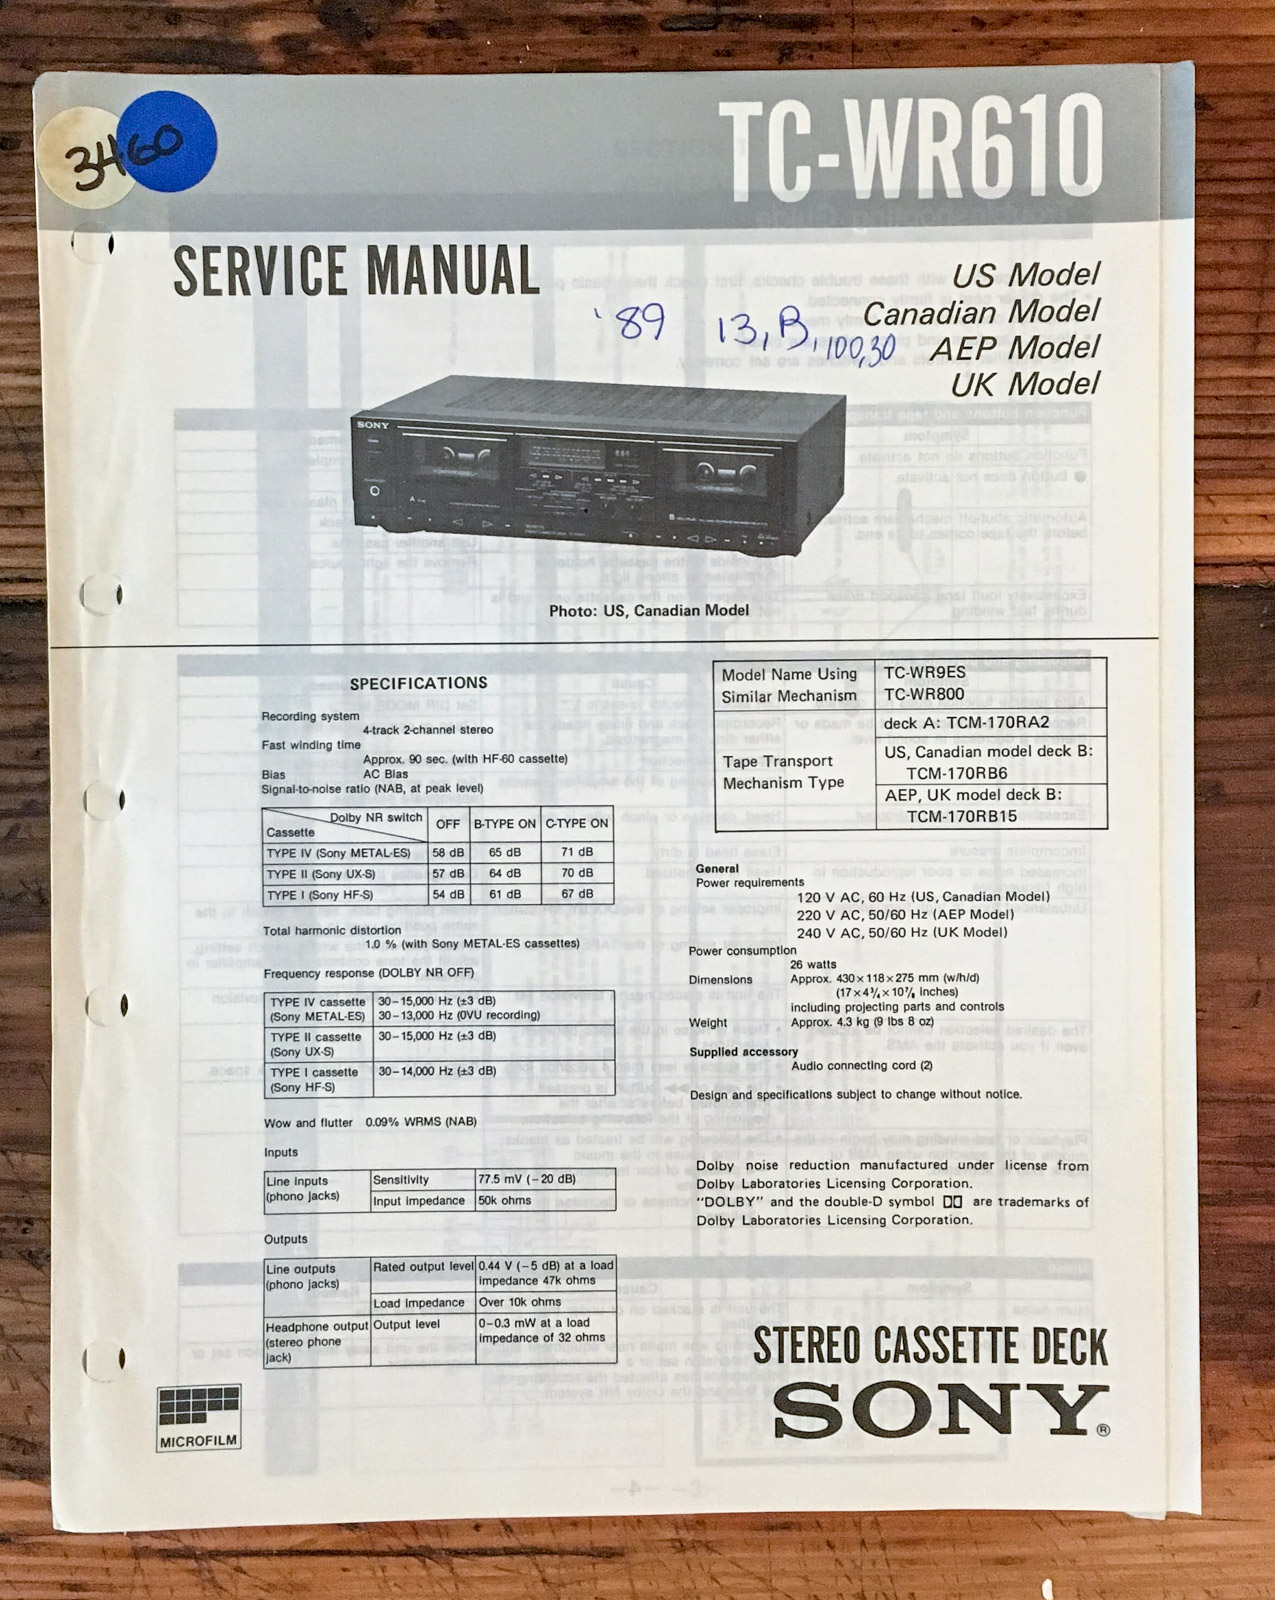 TC-WR610
3460
SERVICE MANUAL
US Model
Canadian Model
AEP Model
UK Model
'89 13, B, 100,30
SONY
Photo: US, Canadian Model
SPECIFICATIONS
Recording system
4-track 2-channel stereo
Fast winding time
Approx. 90 sec. (with HF-60 cassette)
Bias AC Bias
Signal-to-noise ratio (NAB, at peak level)
Dolby NR switch
Cassette
OFF B-TYPE ON C-TYPE ON
TYPE IV (Sony METAL-ES) 58 dB 65 dB 71 dB
TYPE II (Sony UX-S) 57 dB 64 dB 70 dB
TYPE I (Sony HF-S) 54 dB 61 dB 67 dB
Total harmonic distortion
1.0 % (with Sony METAL-ES cassettes)
Frequency response (DOLBY NR OFF)
TYPE IV cassette 30–15,000 Hz (±3 dB)
(Sony METAL-ES) 30–13,000 Hz (0VU recording)
TYPE II cassette 30–15,000 Hz (±3 dB)
(Sony UX-S)
TYPE I cassette 30–14,000 Hz (±3 dB)
(Sony HF-S)
Wow and flutter 0.09% WRMS (NAB)
Inputs
Line inputs Sensitivity 77.5 mV (−20 dB)
(phono jacks) Input impedance 50k ohms
Outputs
Line outputs Rated output level 0.44 V (−5 dB) at a load
(phono jacks) impedance 47k ohms
Load impedance Over 10k ohms
Headphone output Output level 0–0.3 mW at a load
(stereo phone impedance of 32 ohms
jack)
MICROFILM
Model Name Using TC-WR9ES
Similar Mechanism TC-WR800
Tape Transport
Mechanism Type
deck A: TCM-170RA2
US, Canadian model deck B:
TCM-170RB6
AEP, UK model deck B:
TCM-170RB15
General
Power requirements
120 V AC, 60 Hz (US, Canadian Model)
220 V AC, 50/60 Hz (AEP Model)
240 V AC, 50/60 Hz (UK Model)
Power consumption
26 watts
Dimensions Approx. 430×118×275 mm (w/h/d)
(17×4¾×10⅞ inches)
including projecting parts and controls
Weight Approx. 4.3 kg (9 lbs 8 oz)
Supplied accessory
Audio connecting cord (2)
Design and specifications subject to change without notice.
Dolby noise reduction manufactured under license from
Dolby Laboratories Licensing Corporation.
"DOLBY" and the double-D symbol are trademarks of
Dolby Laboratories Licensing Corporation.
STEREO CASSETTE DECK
SONY®